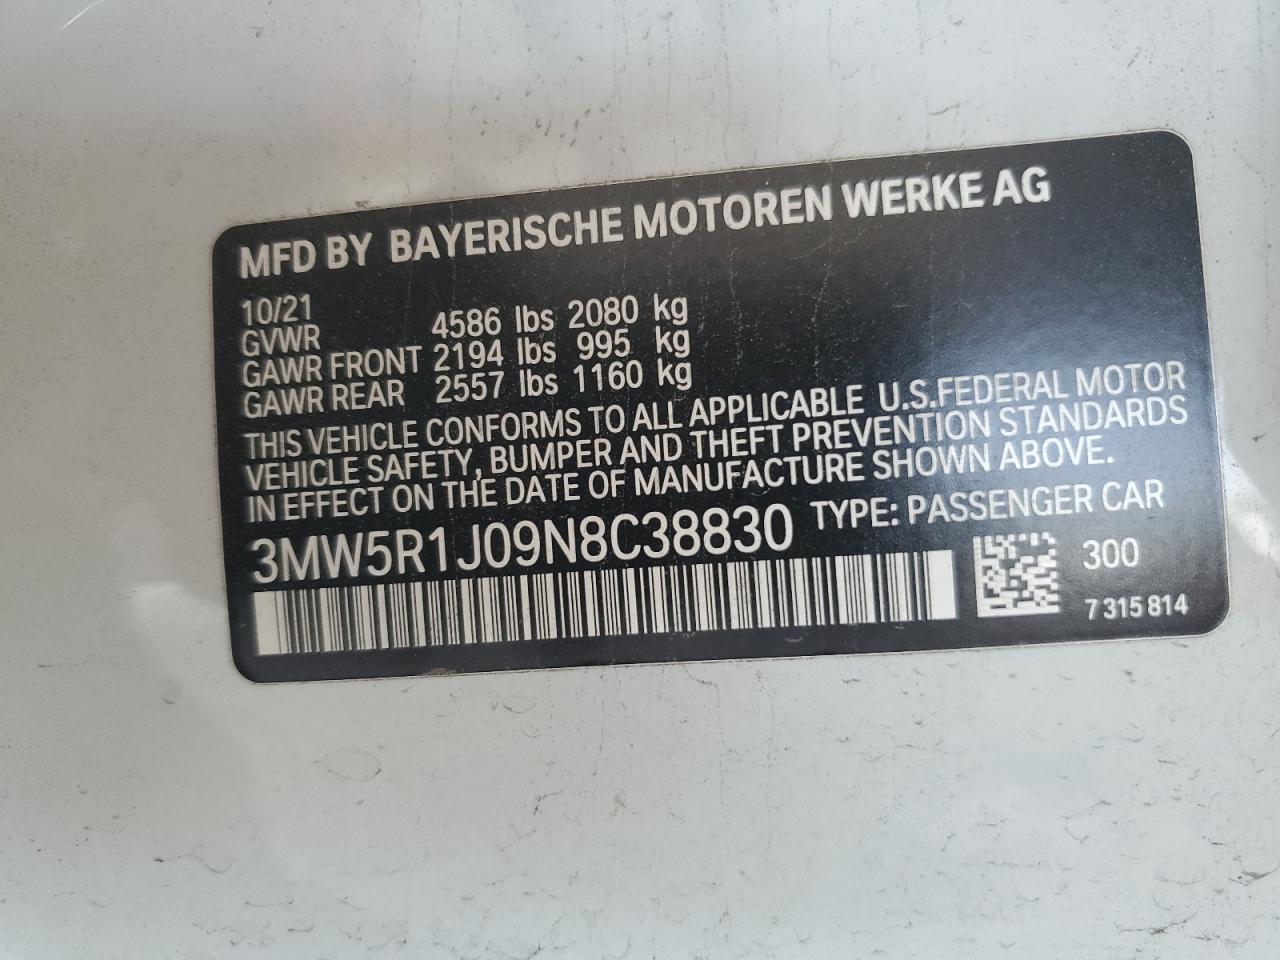 MFD BY BAYERISCHE MOTOREN WERKE AG
10/21
GVWR 4586 lbs 2080 kg
GAWR FRONT 2194 lbs 995 kg
GAWR REAR 2557 lbs 1160 kg
THIS VEHICLE CONFORMS TO ALL APPLICABLE U.S.FEDERAL MOTOR
VEHICLE SAFETY, BUMPER AND THEFT PREVENTION STANDARDS
IN EFFECT ON THE DATE OF MANUFACTURE SHOWN ABOVE.
3MW5R1J09N8C38830 TYPE: PASSENGER CAR
300
7 315 814